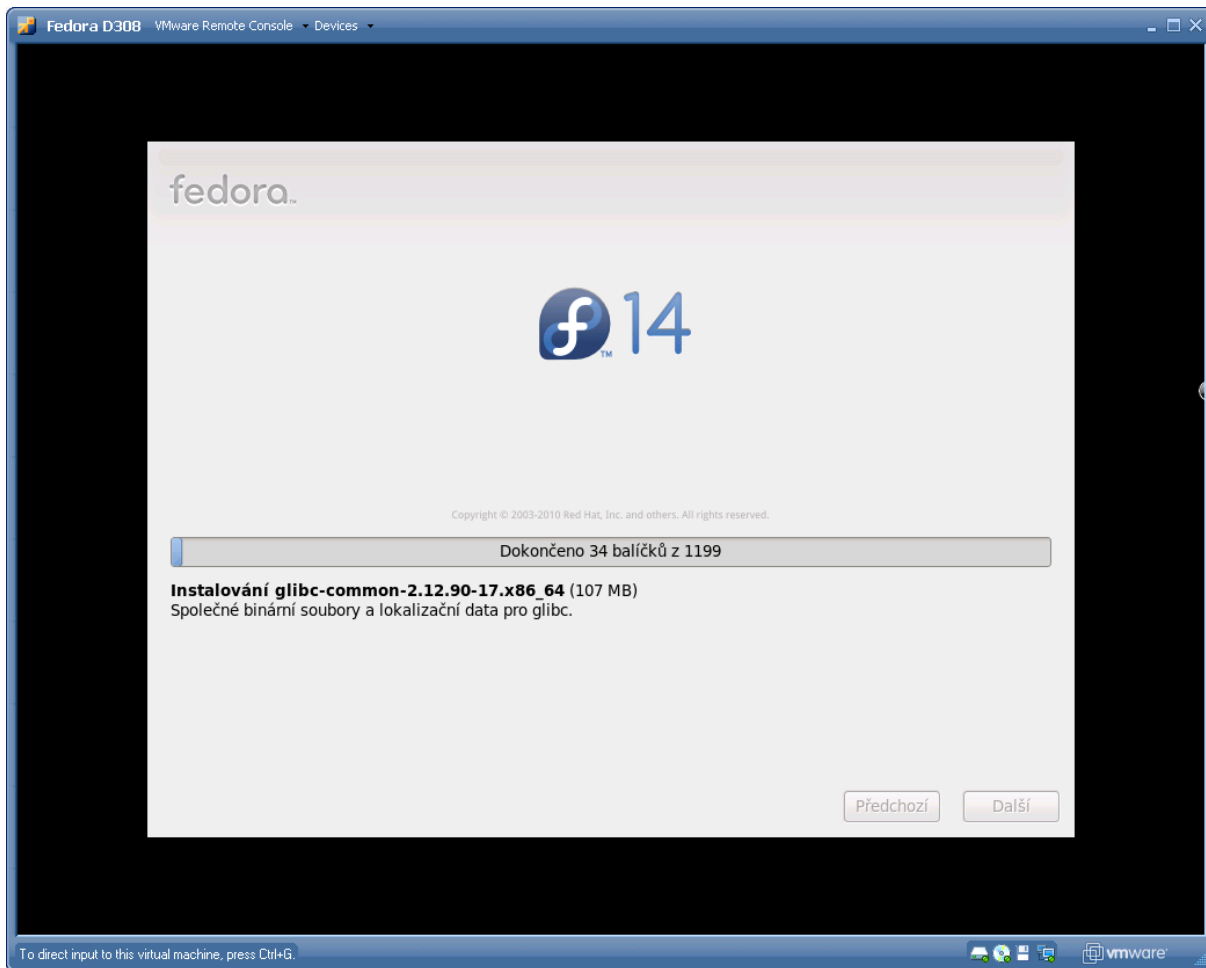 Fedora D308 VMware Remote Console Devices
fedora™
f™ 14
Copyright © 2003-2010 Red Hat, Inc. and others. All rights reserved.
Dokončeno 34 balíčků z 1199
Instalování glibc-common-2.12.90-17.x86_64 (107 MB)
Společné binární soubory a lokalizační data pro glibc.
Předchozí Další
To direct input to this virtual machine, press Ctrl+G. vmware